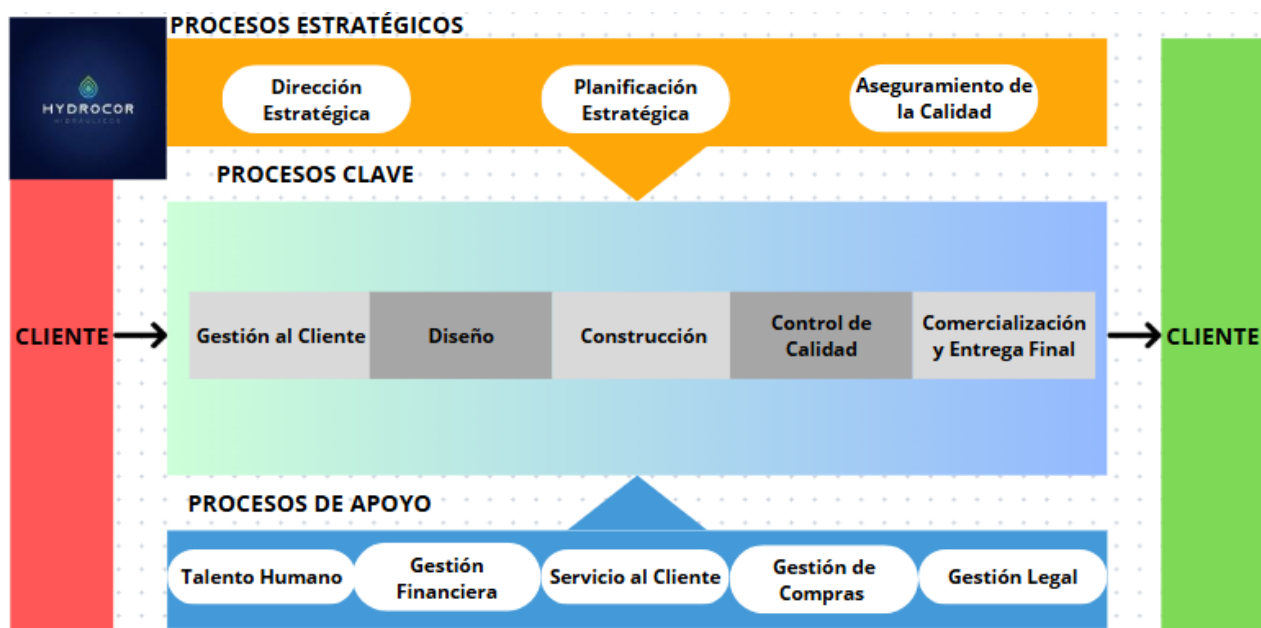 PROCESOS ESTRATÉGICOS
HYDROCOR
HIDRAULICOS
Dirección
Estratégica
Planificación
Estratégica
Aseguramiento de
la Calidad
PROCESOS CLAVE
CLIENTE
Gestión al Cliente
Diseño
Construcción
Control de
Calidad
Comercialización
y Entrega Final
CLIENTE
PROCESOS DE APOYO
Talento Humano
Gestión
Financiera
Servicio al Cliente
Gestión de
Compras
Gestión Legal